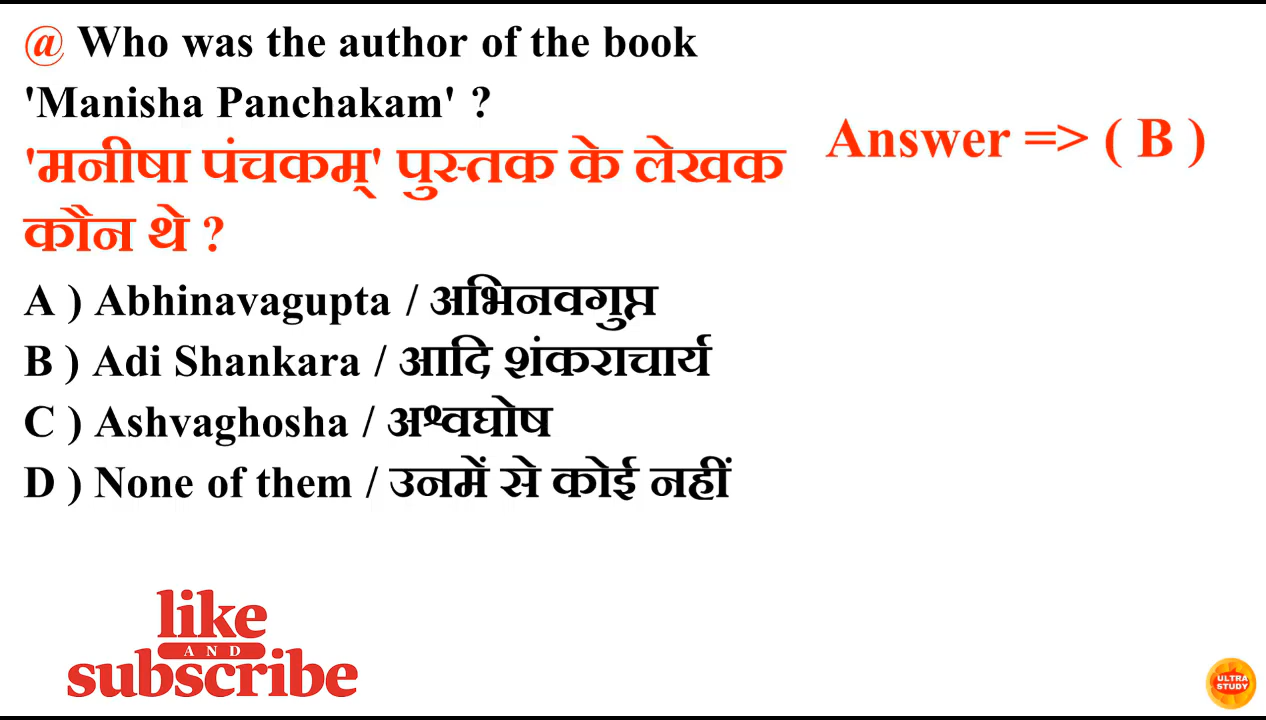 @ Who was the author of the book
'Manisha Panchakam' ?
'मनीषा पंचकम्' पुस्तक के लेखक
कौन थे ?
Answer => ( B )
A ) Abhinavagupta / अभिनवगुप्त
B ) Adi Shankara / आदि शंकराचार्य
C ) Ashvaghosha / अश्वघोष
D ) None of them / उनमें से कोई नहीं
like
AND
subscribe
ULTRA
STUDY